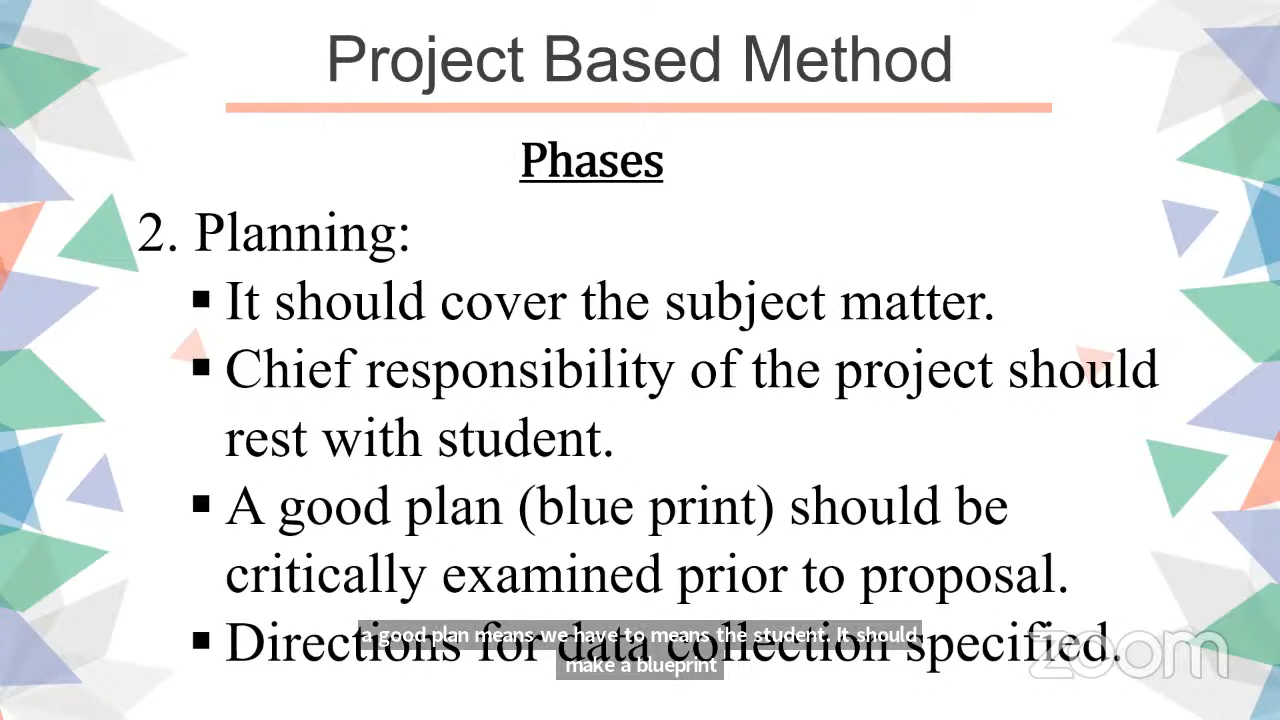 Project Based Method
Phases
2. Planning:
▪ It should cover the subject matter.
▪ Chief responsibility of the project should
rest with student.
▪ A good plan (blue print) should be
critically examined prior to proposal.
▪ Directions for data collection specified.
a good plan means we have to means the student. It should
make a blueprint
zoom